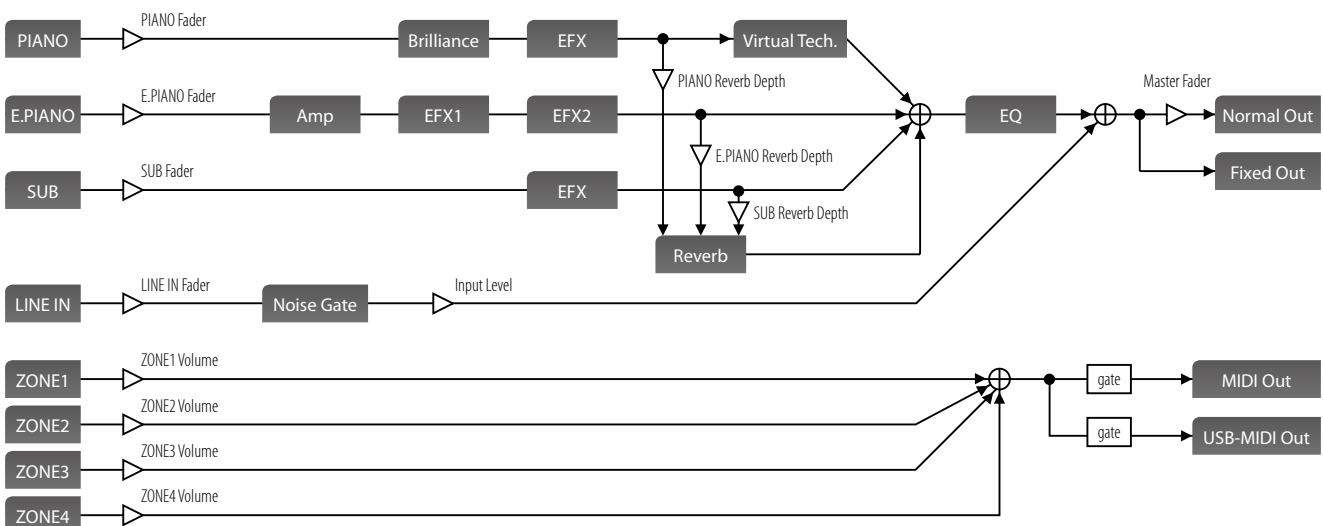 PIANO Fader
PIANO
Brilliance
EFX
Virtual Tech.
PIANO Reverb Depth
Master Fader
E.PIANO Fader
E.PIANO
Amp
EFX1
EFX2
EQ
Normal Out
E.PIANO Reverb Depth
SUB Fader
Fixed Out
SUB
EFX
SUB Reverb Depth
Reverb
LINE IN Fader
Input Level
LINE IN
Noise Gate
ZONE1 Volume
ZONE1
gate
MIDI Out
ZONE2 Volume
ZONE2
gate
USB-MIDI Out
ZONE3 Volume
ZONE3
ZONE4 Volume
ZONE4